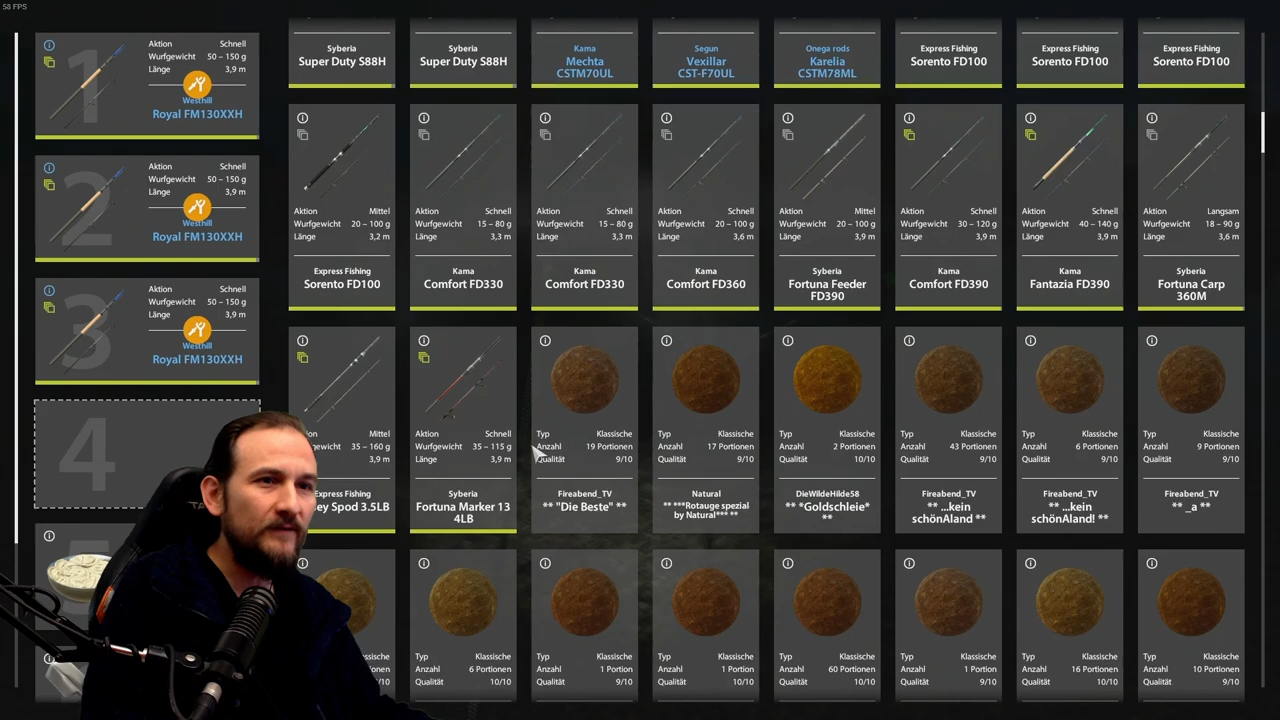 58 FPS
Syberia
Super Duty S88H
Syberia
Super Duty S88H
Kama
Mechta
CSTM70UL
Segun
Vexillar
CST-F70UL
Onega rods
Karelia
CSTM78ML
Express Fishing
Sorento FD100
Express Fishing
Sorento FD100
Express Fishing
Sorento FD100
1
Aktion Schnell
Wurfgewicht 50 – 150 g
Länge 3,9 m
Westhill
Royal FM130XXH
2
Aktion Schnell
Wurfgewicht 50 – 150 g
Länge 3,9 m
Westhill
Royal FM130XXH
3
Aktion Schnell
Wurfgewicht 50 – 150 g
Länge 3,9 m
Westhill
Royal FM130XXH
4
Aktion Mittel
Wurfgewicht 20 – 100 g
Länge 3,2 m
Express Fishing
Sorento FD100
Aktion Schnell
Wurfgewicht 15 – 80 g
Länge 3,3 m
Kama
Comfort FD330
Aktion Schnell
Wurfgewicht 15 – 80 g
Länge 3,3 m
Kama
Comfort FD330
Aktion Schnell
Wurfgewicht 20 – 100 g
Länge 3,6 m
Kama
Comfort FD360
Aktion Mittel
Wurfgewicht 20 – 100 g
Länge 3,9 m
Syberia
Fortuna Feeder
FD390
Aktion Schnell
Wurfgewicht 30 – 120 g
Länge 3,9 m
Kama
Comfort FD390
Aktion Schnell
Wurfgewicht 40 – 140 g
Länge 3,9 m
Kama
Fantazia FD390
Aktion Langsam
Wurfgewicht 18 – 90 g
Länge 3,6 m
Syberia
Fortuna Carp
360M
Mittel
35 – 160 g
3,9 m
Express Fishing
Spod 3.5LB
Aktion Schnell
Wurfgewicht 35 – 115 g
Länge 3,9 m
Syberia
Fortuna Marker 13
4LB
Typ Klassische
Anzahl 19 Portionen
Qualität 9/10
Fireabend_TV
** "Die Beste" **
Typ Klassische
Anzahl 17 Portionen
Qualität 9/10
Natural
** ***Rotauge spezial
by Natural*** **
Typ Klassische
Anzahl 2 Portionen
Qualität 10/10
DieWildeHilde58
** *Goldschleie*
**
Typ Klassische
Anzahl 43 Portionen
Qualität 9/10
Fireabend_TV
** ...kein
schönAland **
Typ Klassische
Anzahl 6 Portionen
Qualität 9/10
Fireabend_TV
** ...kein
schönAland! **
Typ Klassische
Anzahl 9 Portionen
Qualität 9/10
Fireabend_TV
** _a **
Klassische
10/10
Typ Klassische
Anzahl 6 Portionen
Qualität 10/10
Typ Klassische
Anzahl 1 Portion
Qualität 9/10
Typ Klassische
Anzahl 1 Portion
Qualität 10/10
Typ Klassische
Anzahl 60 Portionen
Qualität 10/10
Typ Klassische
Anzahl 1 Portion
Qualität 9/10
Typ Klassische
Anzahl 16 Portionen
Qualität 9/10
Typ Klassische
Anzahl 10 Portionen
Qualität 10/10